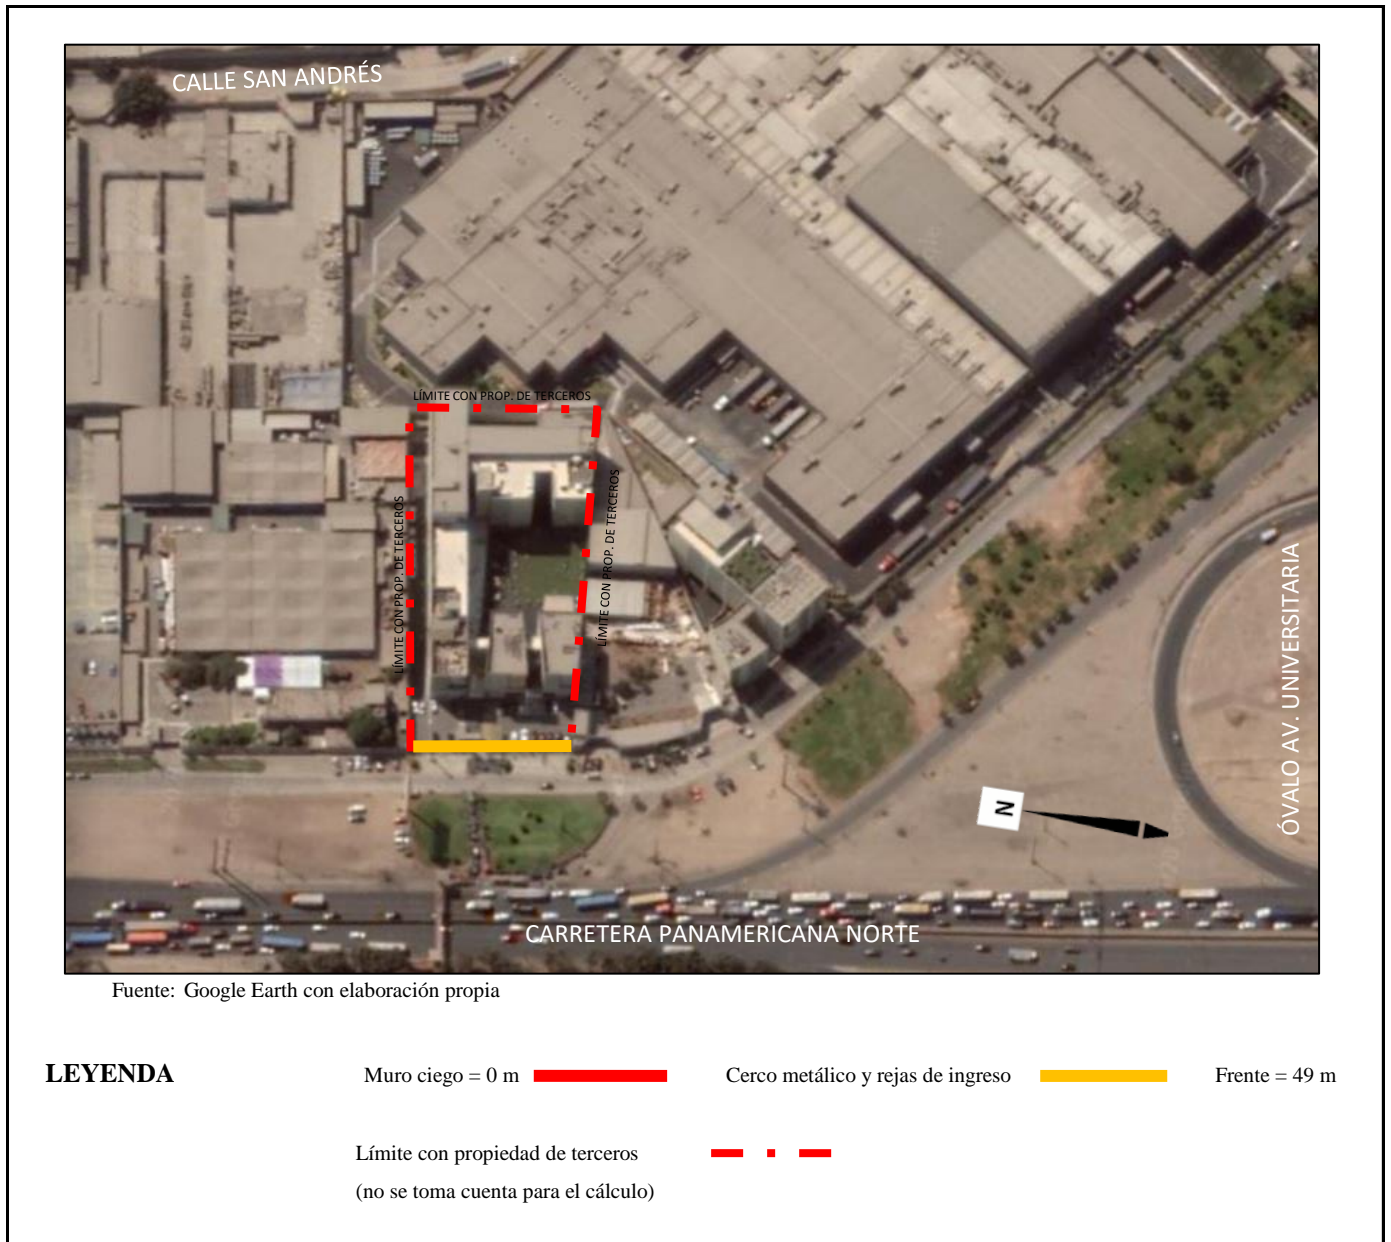 CALLE SAN ANDRÉS
LÍMITE CON PROP. DE TERCEROS
LÍMITE CON PROP. DE TERCEROS
LÍMITE CON PROP. DE TERCEROS
ÓVALO AV. UNIVERSITARIA
N
CARRETERA PANAMERICANA NORTE
Fuente: Google Earth con elaboración propia
LEYENDA
Muro ciego = 0 m
Cerco metálico y rejas de ingreso
Frente = 49 m
Límite con propiedad de terceros
(no se toma cuenta para el cálculo)